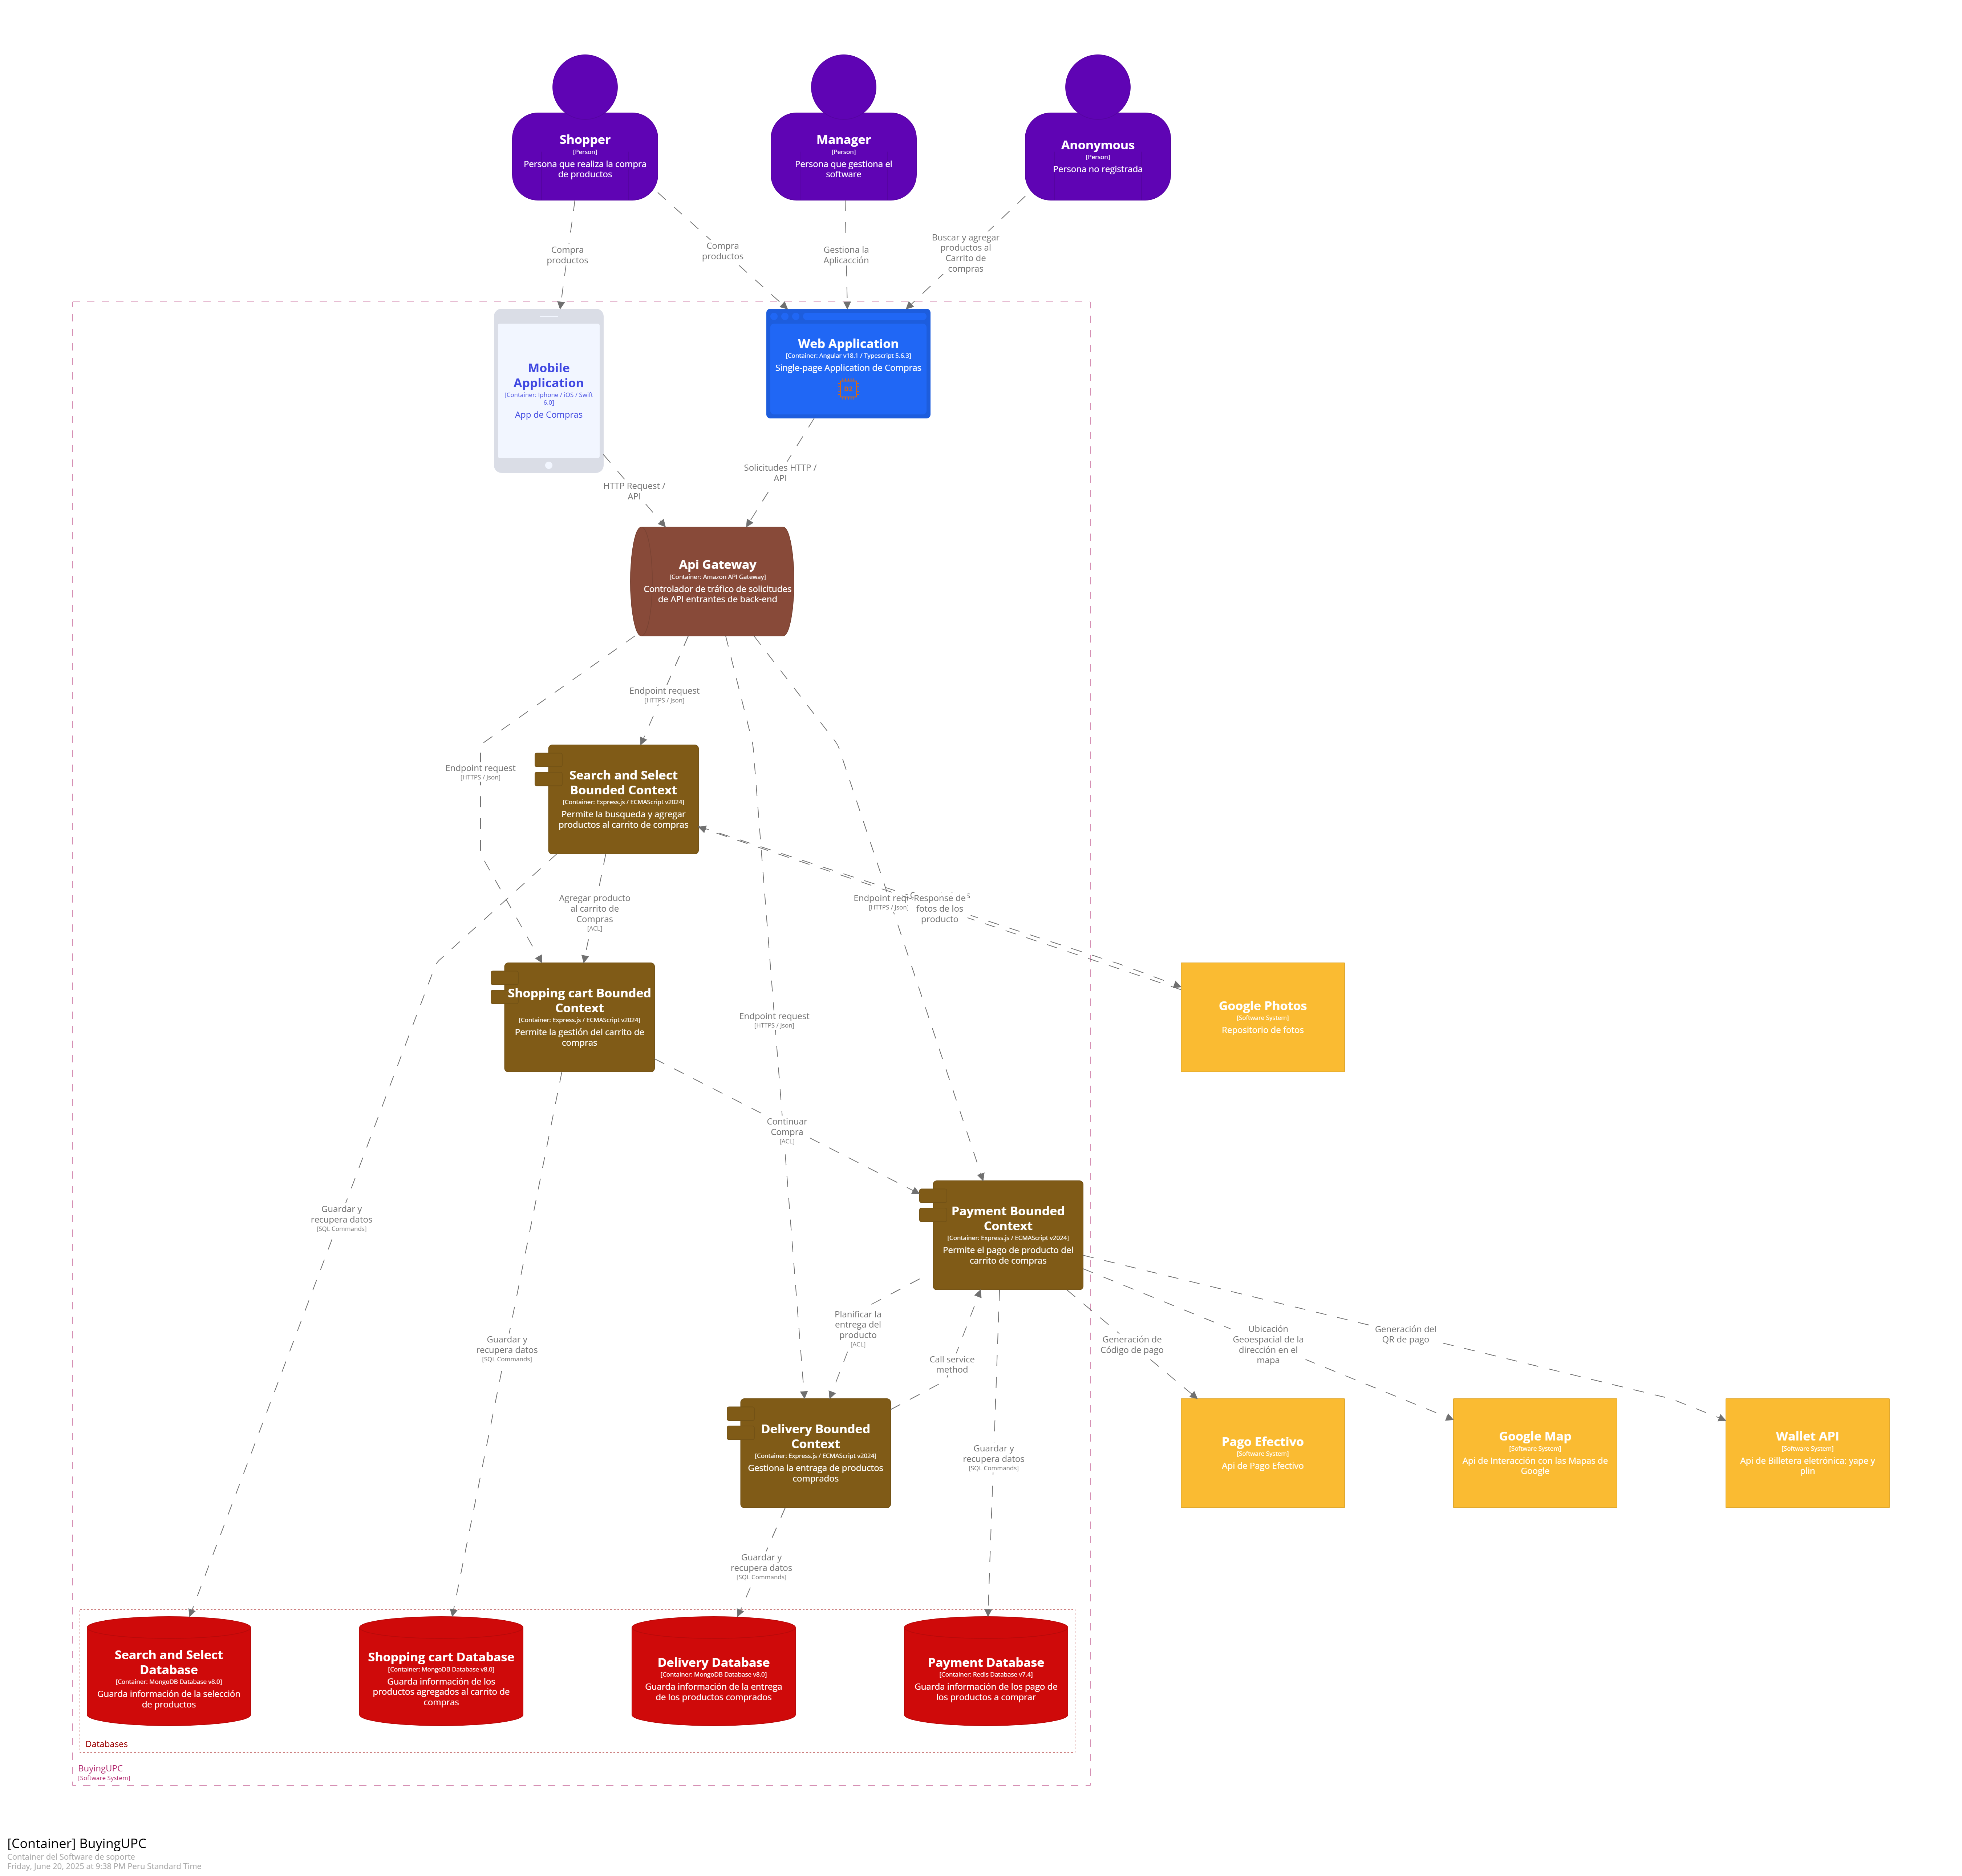 Shopper
[Person]
Persona que realiza la compra
de productos
Manager
[Person]
Persona que gestiona el
software
Anonymous
[Person]
Persona no registrada
Compra
productos
Compra
productos
Gestiona la
Aplicacción
Buscar y agregar
productos al
Carrito de
compras
Mobile
Application
[Container: iphone / iOS / Swift
6.0]
App de Compras
Web Application
[Container: Angular v18.1 / Typescript 5.6.3]
Single-page Application de Compras
HTTP Request /
API
Solicitudes HTTP /
API
Api Gateway
[Container: Amazon API Gateway]
Controlador de tráfico de solicitudes
de API entrantes de back-end
Endpoint request
[HTTPS / Json]
Endpoint request
[HTTPS / Json]
Search and Select
Bounded Context
[Container: Express.js / ECMAScript v2024]
Permite la busqueda y agregar
productos al carrito de compras
Agregar producto
al carrito de
Compras
[ACL]
Endpoint
[HTTPS / Json
Response de
fotos de los
producto
Shopping cart Bounded
Context
[Container: Express.js / ECMAScript v2024]
Permite la gestión del carrito de
compras
Endpoint request
[HTTPS / Json]
Google Photos
[Software System]
Repositorio de fotos
Continuar
Compra
[ACL]
Guardar y
recupera datos
[SQL Commands]
Payment Bounded
Context
[Container: Express.js / ECMAScript v2024]
Permite el pago de producto del
carrito de compras
Guardar y
recupera datos
[SQL Commands]
Planificar la
entrega del
producto
[ACL]
Call service
method
Generación de
Código de pago
Ubicación
Geoespacial de la
dirección en el
mapa
Generación del
QR de pago
Delivery Bounded
Context
[Container: Express.js / ECMAScript v2024]
Gestiona la entraga de productos
comprados
Guardar y
recupera datos
[SQL Commands]
Pago Efectivo
[Software System]
Api de Pago Efectivo
Google Map
[Software System]
Api de Interacción con las Mapas de
Google
Wallet API
[Software System]
Api de Billetera eletrónica: yape y
plin
Guardar y
recupera datos
[SQL Commands]
Search and Select
Database
[Container: MongoDB Database v8.0]
Guarda información de la selección
de productos
Shopping cart Database
[Container: MongoDB Database v8.0]
Guarda información de los
productos agregados al carrito de
compras
Delivery Database
[Container: MongoDB Database v8.0]
Guarda información de la entrega
de los productos comprados
Payment Database
[Container: Redis Database v7.4]
Guarda información de los pago de
los productos a comprar
Databases
BuyingUPC
[Software System]
[Container] BuyingUPC
Container del Software de soporte
Friday, June 20, 2025 at 9:38 PM Peru Standard Time